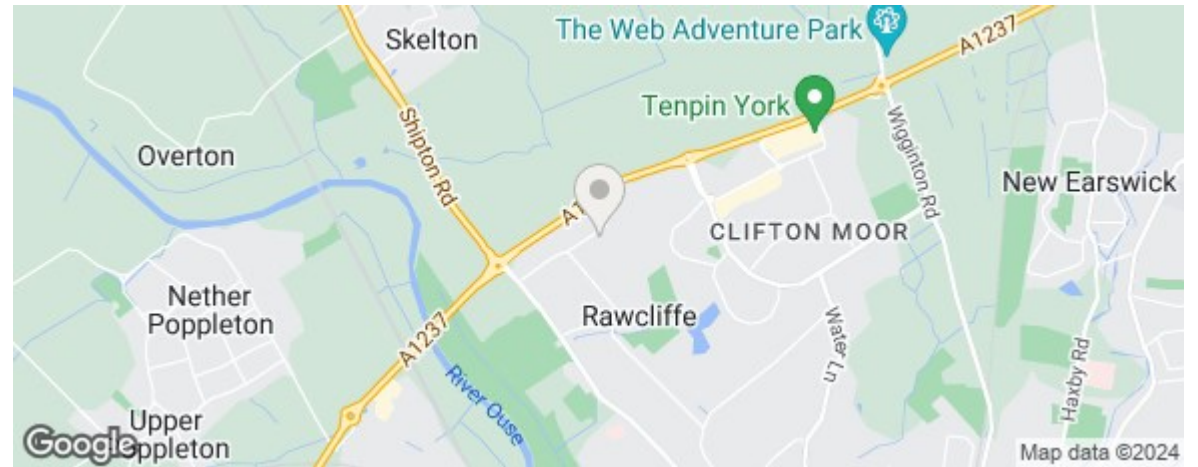 Skelton
The Web Adventure Park
A1237
Tenpin York
Shipton Rd
Wigginton Rd
Overton
New Earswick
CLIFTON MOOR
Nether
Poppleton
Rawcliffe
A1237
Water Ln
Haxby Rd
River Ouse
Upper
Google
Map data ©2024